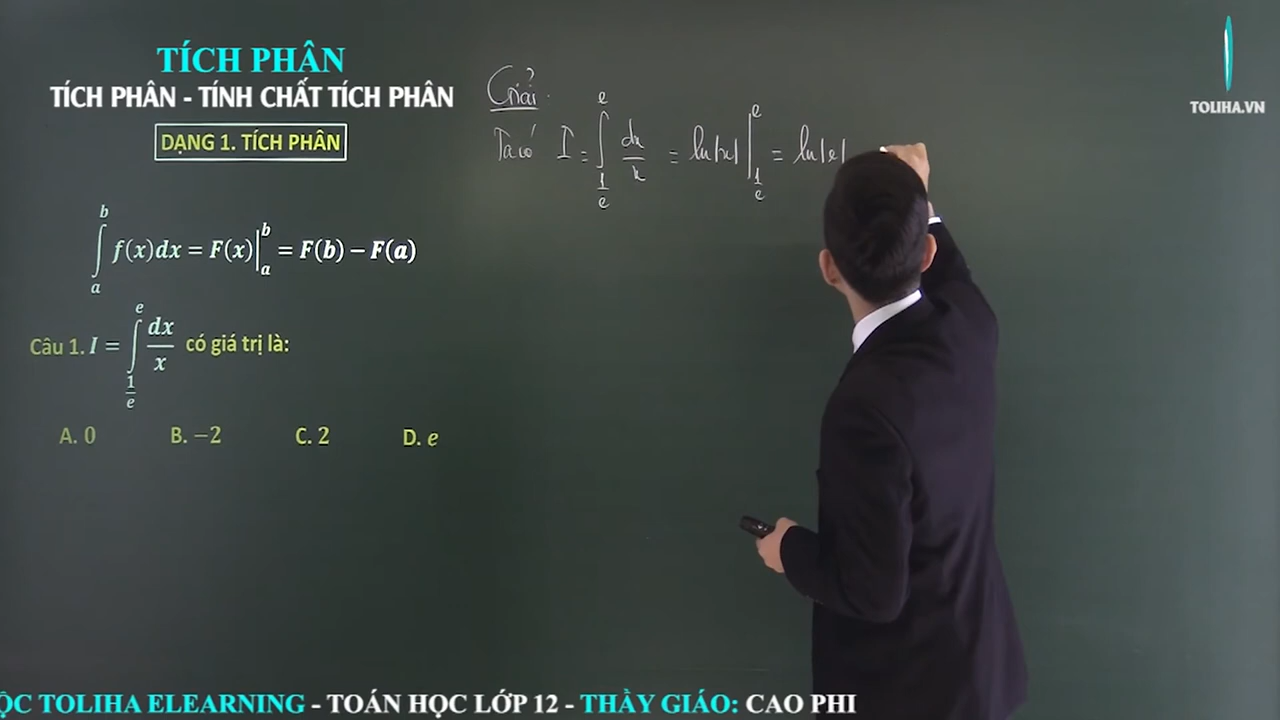 TÍCH PHÂN
TÍCH PHÂN - TÍNH CHẤT TÍCH PHÂN
DẠNG 1. TÍCH PHÂN
∫_a^b f(x)dx = F(x)|_a^b = F(b) − F(a)
Câu 1. I = ∫_{1/e}^e dx/x có giá trị là:
A. 0 B. −2 C. 2 D. e
Giải.
Ta có I = ∫_{1/e}^e dx/x = ln|x| |_{1/e}^e = ln|e|
TOLIHA.VN
ỘC TOLIHA ELEARNING - TOÁN HỌC LỚP 12 - THẦY GIÁO: CAO PHI